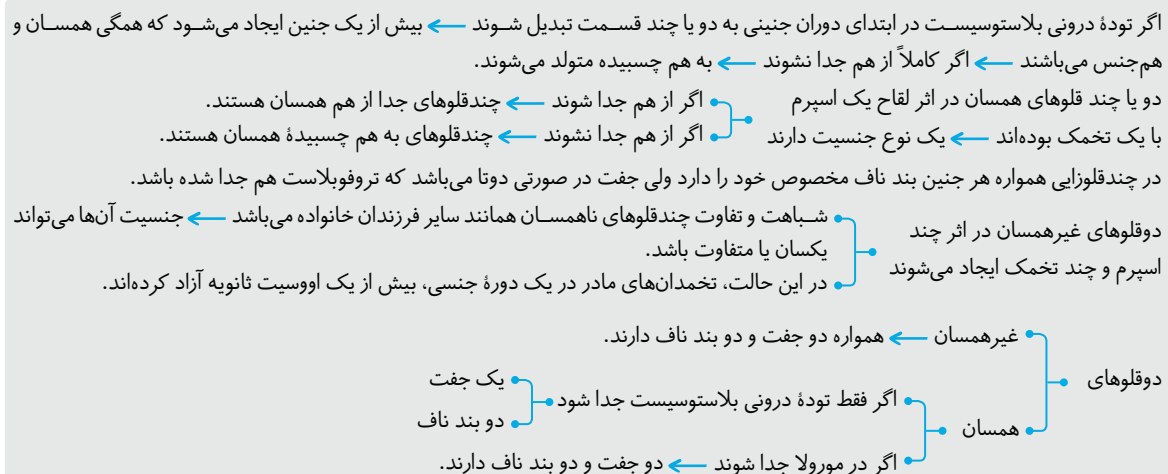 اگر تودهٔ درونی بلاستوسیست در ابتدای دوران جنینی به دو یا چند قسمت تبدیل شوند ← بیش از یک جنین ایجاد می‌شود که همگی همسان و
هم‌جنس می‌باشند ← اگر کاملاً از هم جدا نشوند ← به هم چسبیده متولد می‌شوند.
دو یا چند قلوهای همسان در اثر لقاح یک اسپرم
با یک تخمک بوده‌اند ← یک نوع جنسیت دارند
اگر از هم جدا شوند ← چندقلوهای جدا از هم همسان هستند.
اگر از هم جدا نشوند ← چندقلوهای به هم چسبیدهٔ همسان هستند.
در چندقلوزایی همواره هر جنین بند ناف مخصوص خود را دارد ولی جفت در صورتی دوتا می‌باشد که تروفوبلاست هم جدا شده باشد.
دوقلوهای غیرهمسان در اثر چند
اسپرم و چند تخمک ایجاد می‌شوند
شباهت و تفاوت چندقلوهای ناهمسان همانند سایر فرزندان خانواده می‌باشد ← جنسیت آن‌ها می‌تواند
یکسان یا متفاوت باشد.
در این حالت، تخمدان‌های مادر در یک دورهٔ جنسی، بیش از یک اووسیت ثانویه آزاد کرده‌اند.
دوقلوهای
غیرهمسان ← همواره دو جفت و دو بند ناف دارند.
همسان
اگر فقط تودهٔ درونی بلاستوسیست جدا شود
یک جفت
دو بند ناف
اگر در مورولا جدا شوند ← دو جفت و دو بند ناف دارند.